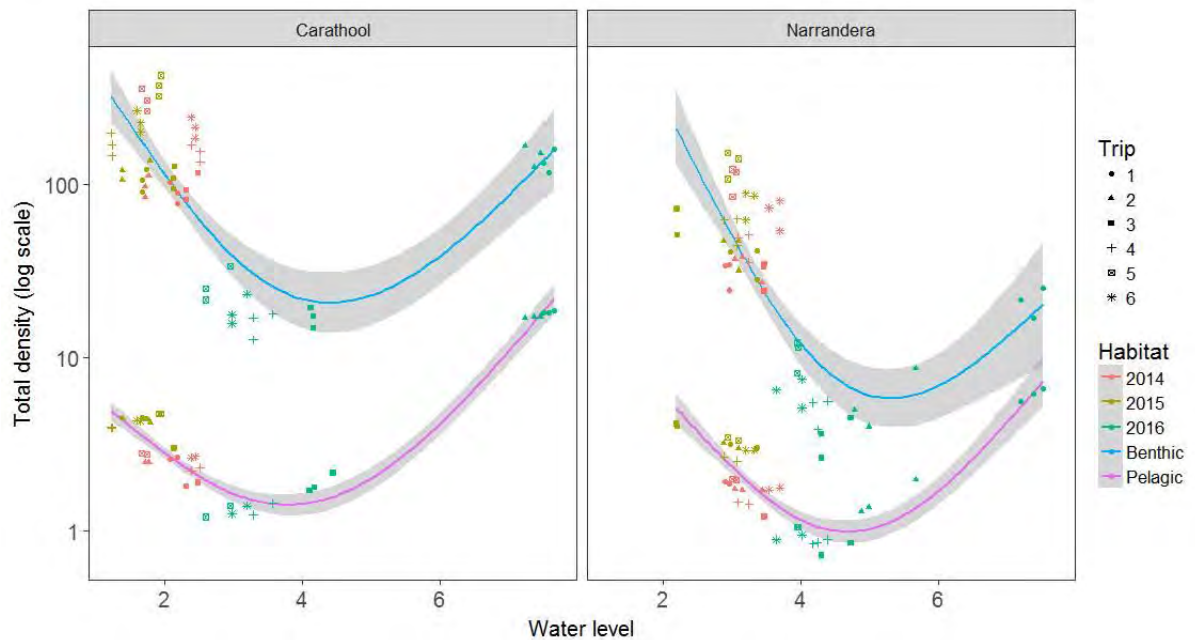 Carathool
Narrandera
Total density (log scale)
100
10
1
2
4
6
2
4
6
Water level
Trip
1
2
3
4
5
6
Habitat
2014
2015
2016
Benthic
Pelagic